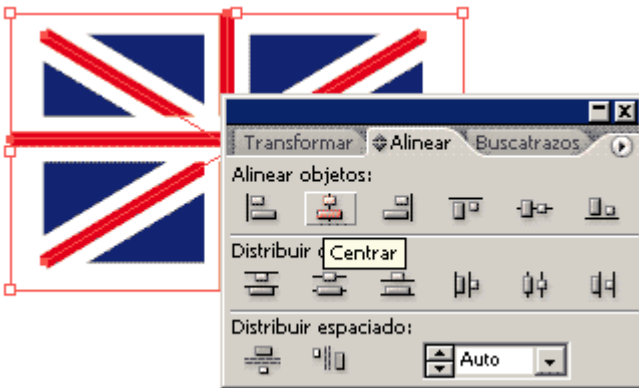 Transformar Alinear Buscatrazos
Alinear objetos:
Distribuir
Centrar
Distribuir espaciado:
Auto